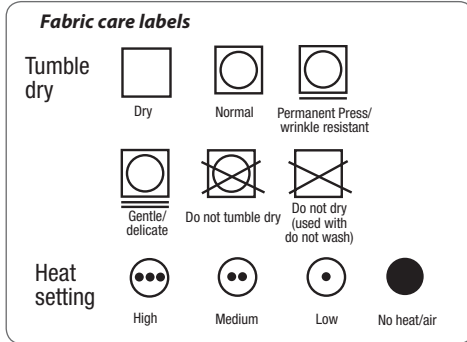 Fabric care labels
Tumble
dry
Dry
Normal
Permanent Press/
wrinkle resistant
Gentle/
delicate
Do not tumble dry
Do not dry
(used with
do not wash)
Heat
setting
High
Medium
Low
No heat/air